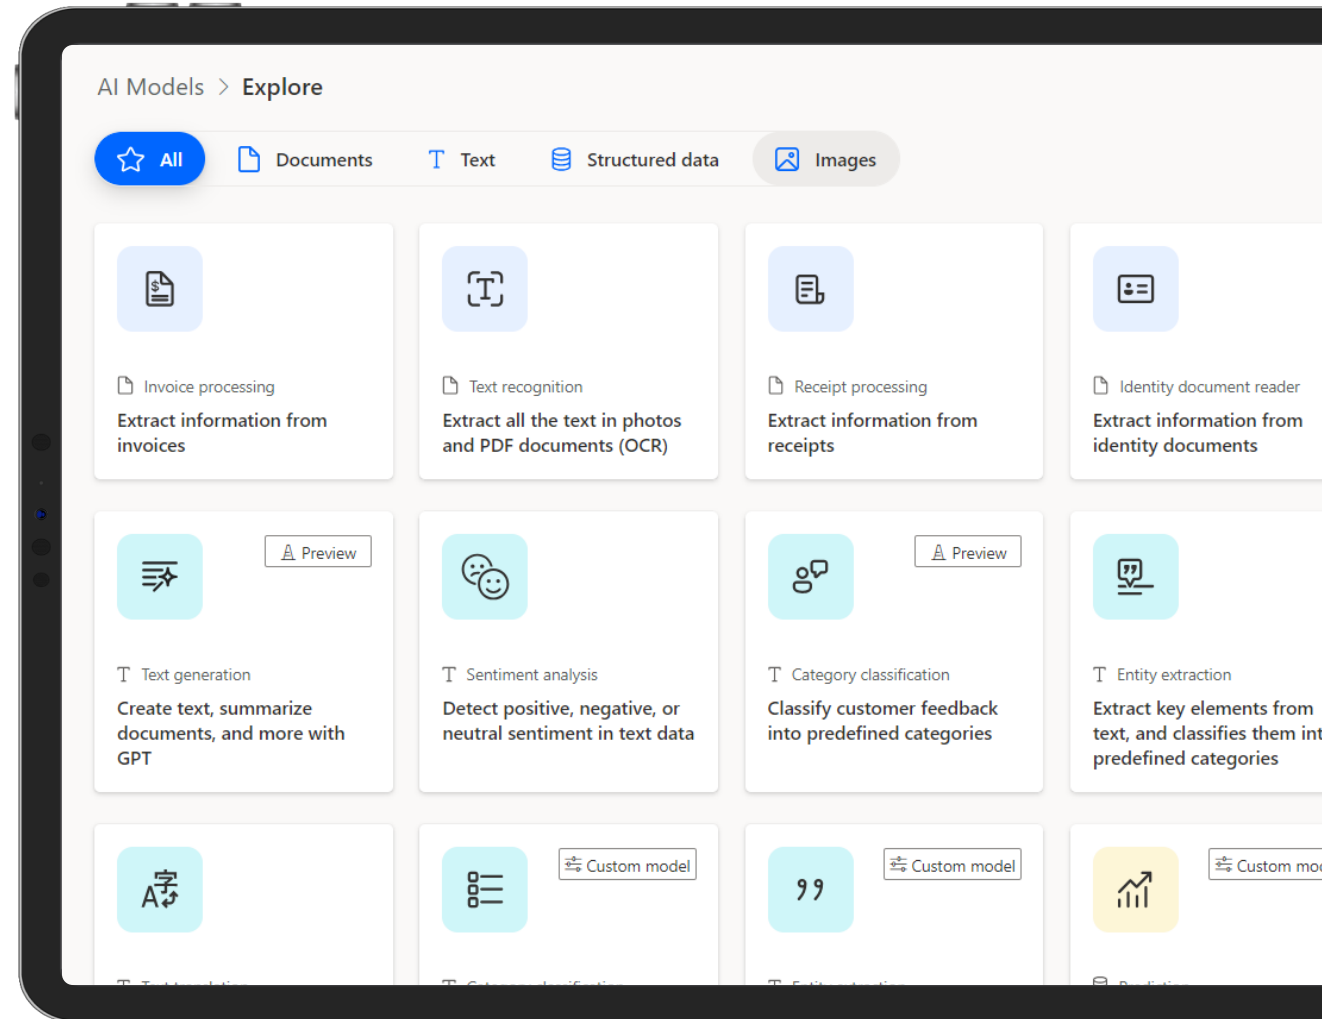 AI Models > Explore
All
Documents
Text
Structured data
Images
Invoice processing
Extract information from
invoices
Text recognition
Extract all the text in photos
and PDF documents (OCR)
Receipt processing
Extract information from
receipts
Identity document reader
Extract information from
identity documents
Preview
Text generation
Create text, summarize
documents, and more with
GPT
Sentiment analysis
Detect positive, negative, or
neutral sentiment in text data
Preview
Category classification
Classify customer feedback
into predefined categories
Entity extraction
Extract key elements from
text, and classifies them int
predefined categories
Custom model
Custom model
Custom mo